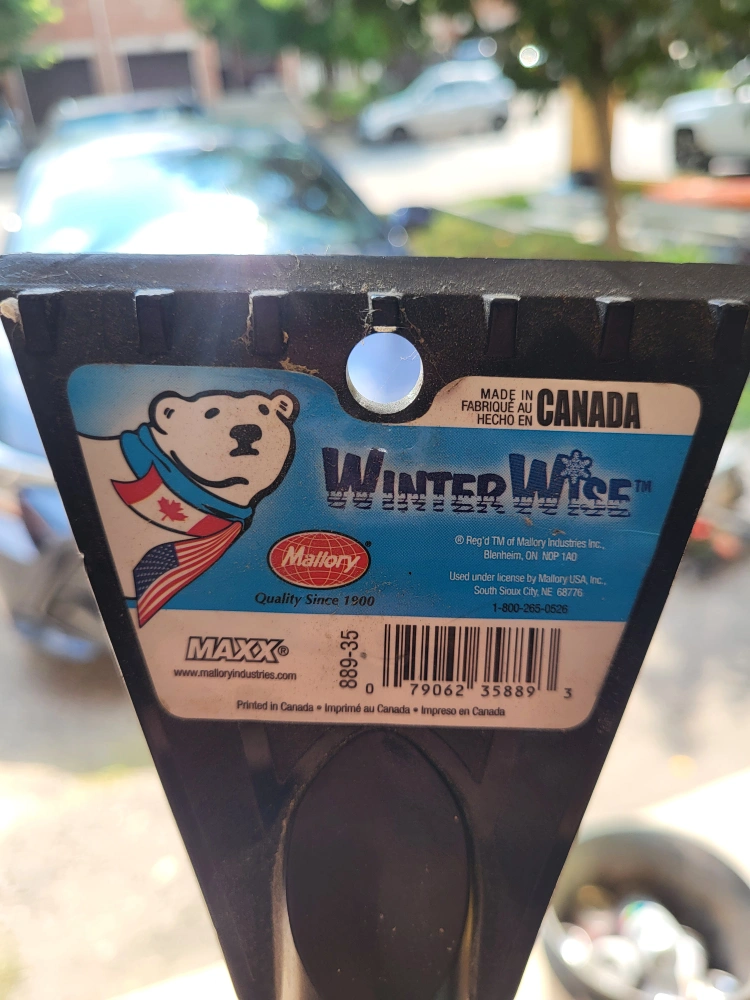 MADE IN
FABRIQUÉ AU
HECHO EN
CANADA
WINTER WISE™
® Reg'd TM of Mallory Industries Inc.,
Blenheim, ON N0P 1A0
Mallory®
Quality Since 1900
Used under license by Mallory USA, Inc.,
South Sioux City, NE 68776
1-800-265-0526
MAXX®
www.malloryindustries.com
889-35
0 79062 35889 3
Printed in Canada • Imprimé au Canada • Impreso en Canada